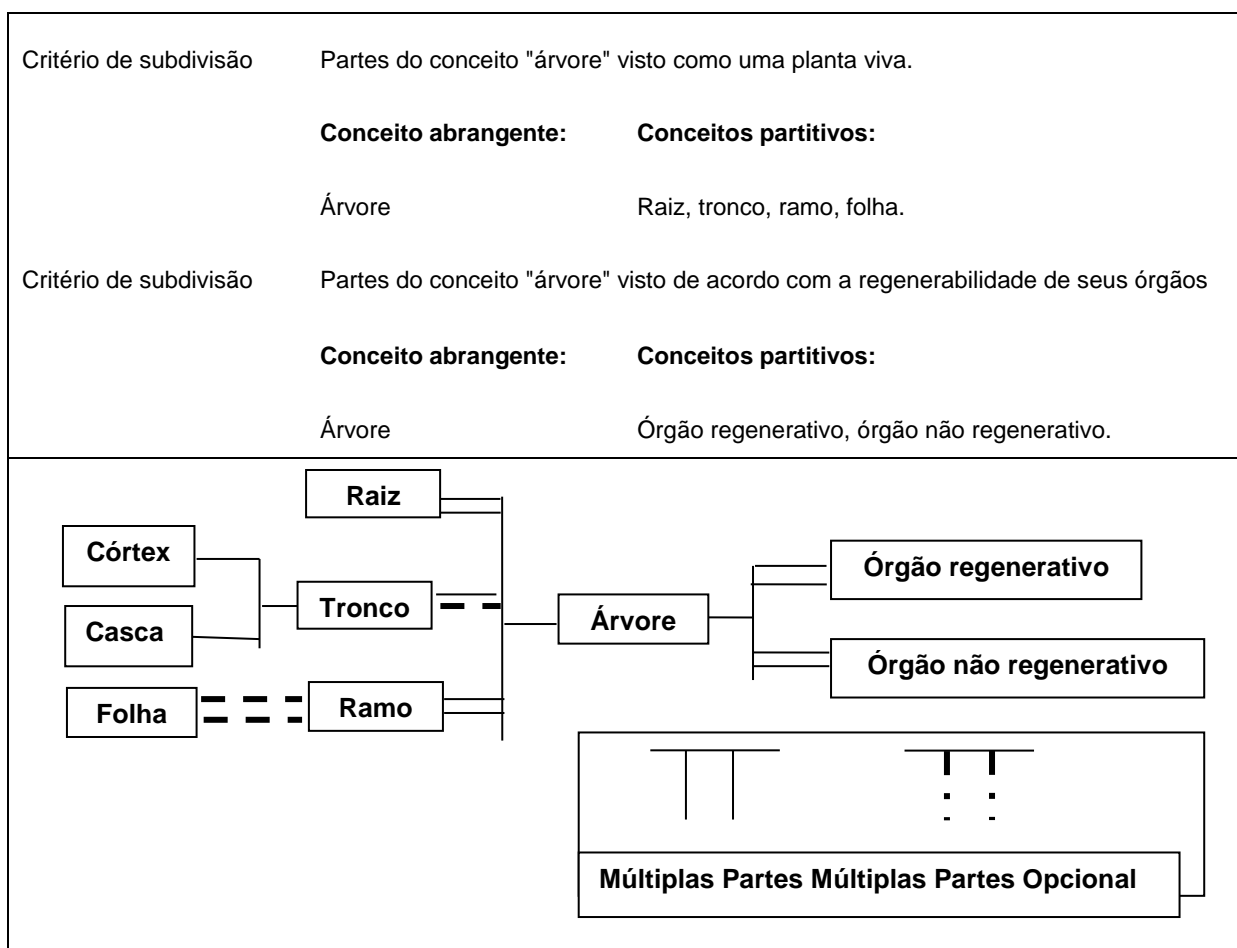 Critério de subdivisão Partes do conceito "árvore" visto como uma planta viva.
Conceito abrangente: Conceitos partitivos:
Árvore Raiz, tronco, ramo, folha.
Critério de subdivisão Partes do conceito "árvore" visto de acordo com a regenerabilidade de seus órgãos
Conceito abrangente: Conceitos partitivos:
Árvore Órgão regenerativo, órgão não regenerativo.
Raiz
Córtex
Órgão regenerativo
Tronco
Árvore
Casca
Órgão não regenerativo
Folha
Ramo
Múltiplas Partes Múltiplas Partes Opcional